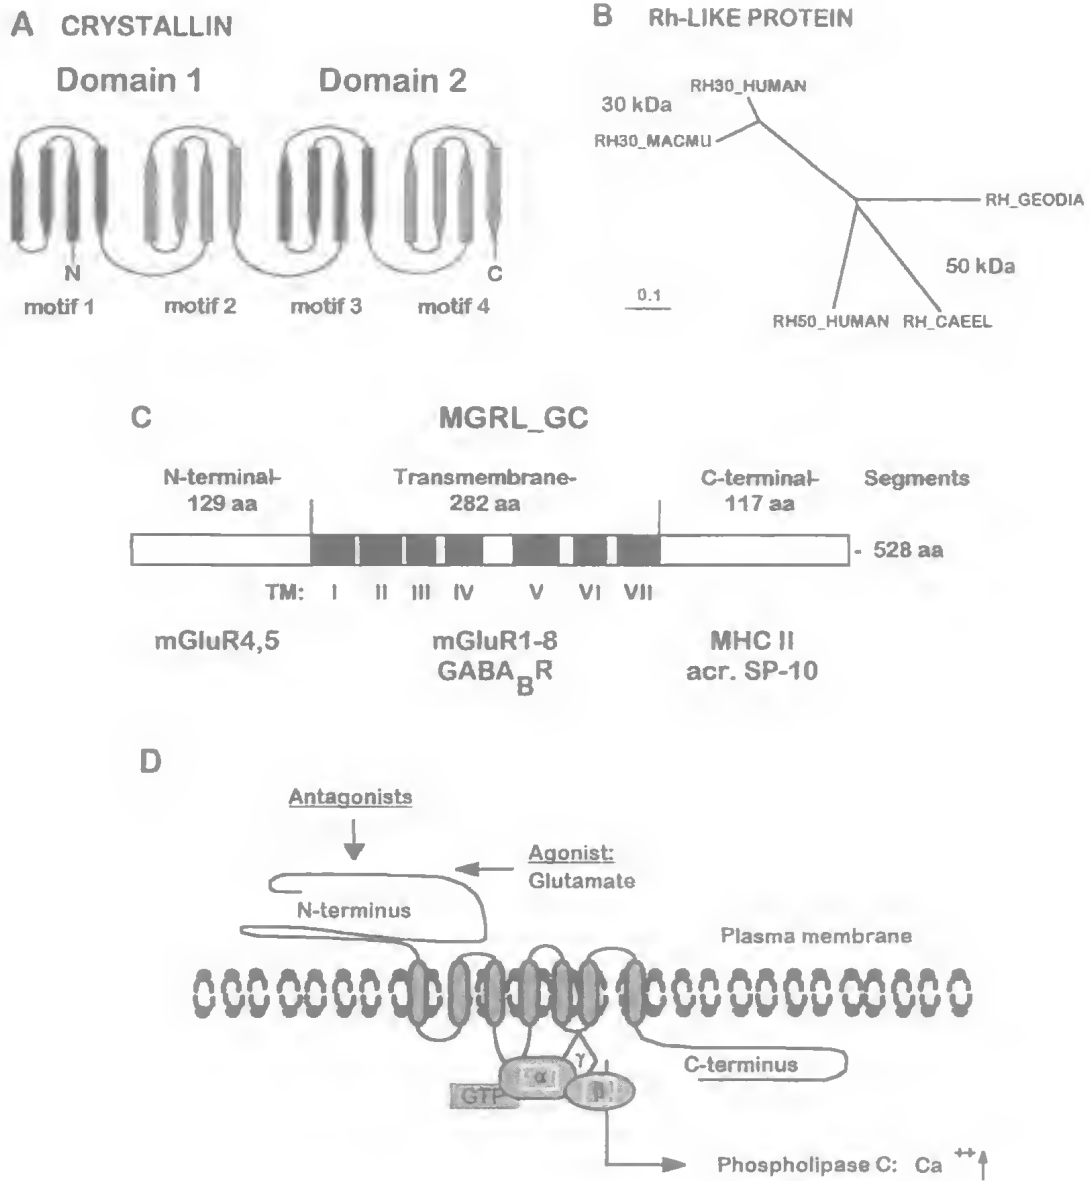 A CRYSTALLIN
Domain 1 Domain 2
N
C
motif 1 motif 2 motif 3 motif 4
B Rh-LIKE PROTEIN
RH30_HUMAN
30 kDa
RH30_MACMU
RH_GEODIA
50 kDa
0.1
RH50_HUMAN RH_CAEEL
C MGRL_GC
N-terminal- Transmembrane- C-terminal- Segments
129 aa 282 aa 117 aa
- 528 aa
TM: I II III IV V VI VII
mGluR4,5 mGluR1-8 MHC II
GABA_B R acr. SP-10
D
Antagonists
Agonist:
Glutamate
N-terminus
Plasma membrane
γ
C-terminus
α
GTP β
Phospholipase C: Ca ++